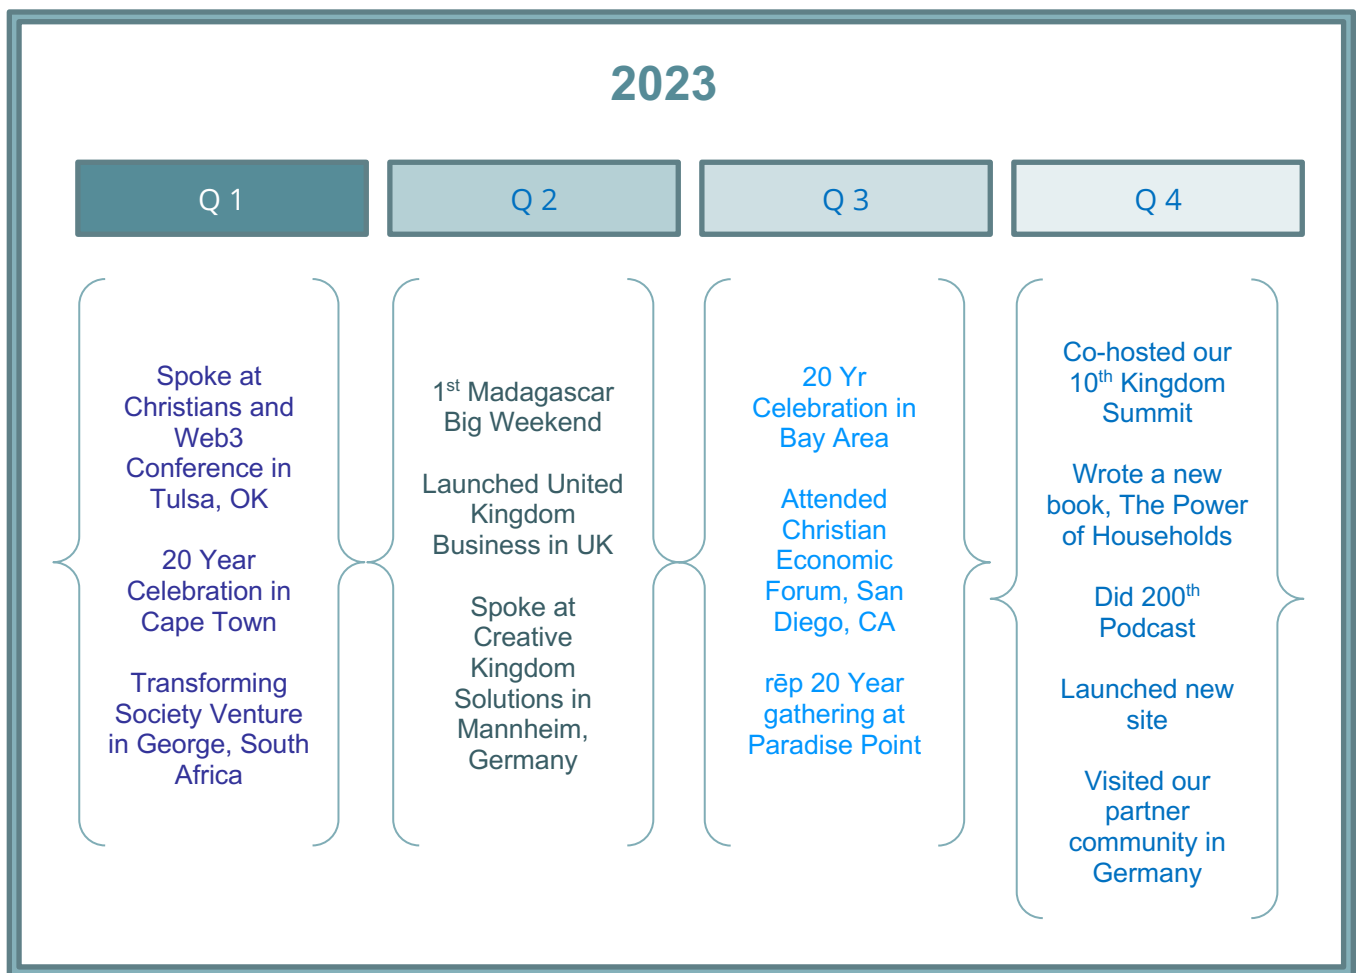 2023
Q 1
Q 2
Q 3
Q 4
Spoke at
Christians and
Web3
Conference in
Tulsa, OK
20 Year
Celebration in
Cape Town
Transforming
Society Venture
in George, South
Africa
1st Madagascar
Big Weekend
Launched United
Kingdom
Business in UK
Spoke at
Creative
Kingdom
Solutions in
Mannheim,
Germany
20 Yr
Celebration in
Bay Area
Attended
Christian
Economic
Forum, San
Diego, CA
rēp 20 Year
gathering at
Paradise Point
Co-hosted our
10th Kingdom
Summit
Wrote a new
book, The Power
of Households
Did 200th
Podcast
Launched new
site
Visited our
partner
community in
Germany